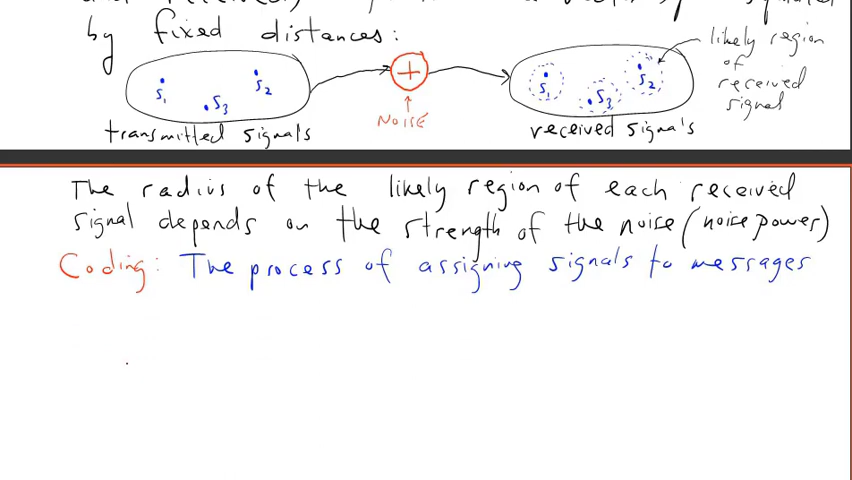 by fixed distances:
likely region
of
received
signal
S1 S2 S3
+
S1 S2 S3
NOISE
transmitted signals
received signals
The radius of the likely region of each received
signal depends on the strength of the noise (noise power)
Coding: The process of assigning signals to messages